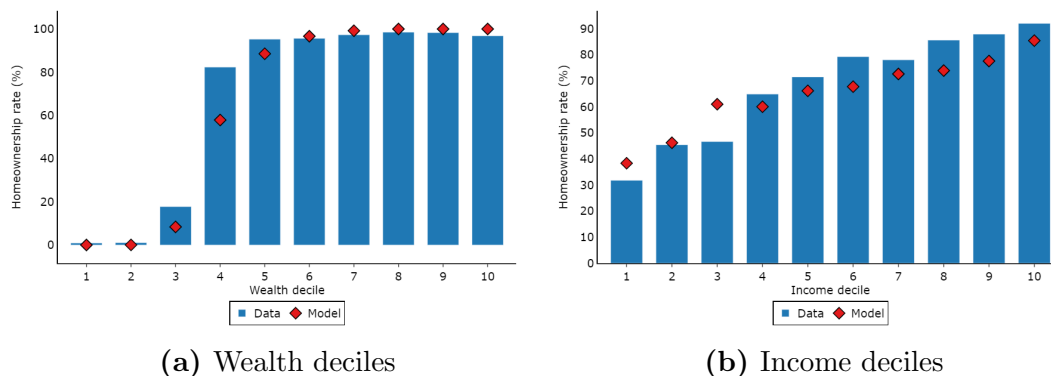 100
80
60
40
20
0
Homeownership rate (%)
1 2 3 4 5 6 7 8 9 10
Wealth decile
Data Model
(a) Wealth deciles
90
80
70
60
50
40
30
20
10
0
Homeownership rate (%)
1 2 3 4 5 6 7 8 9 10
Income decile
Data Model
(b) Income deciles